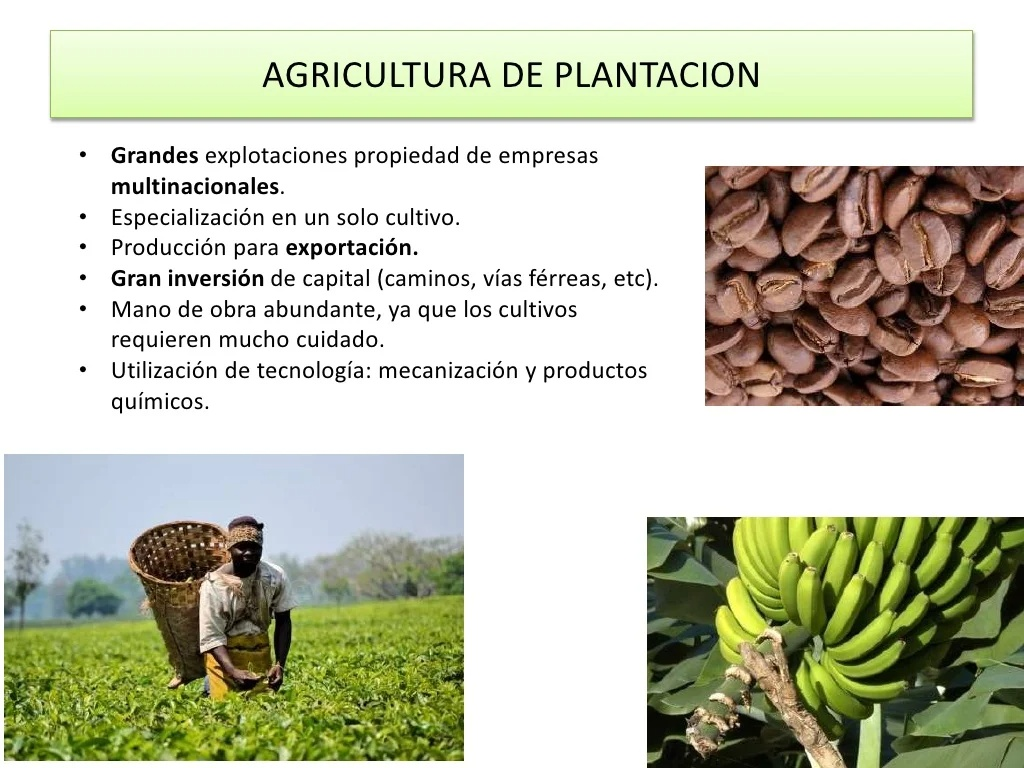 AGRICULTURA DE PLANTACION
• Grandes explotaciones propiedad de empresas
multinacionales.
• Especialización en un solo cultivo.
• Producción para exportación.
• Gran inversión de capital (caminos, vías férreas, etc).
• Mano de obra abundante, ya que los cultivos
requieren mucho cuidado.
• Utilización de tecnología: mecanización y productos
químicos.